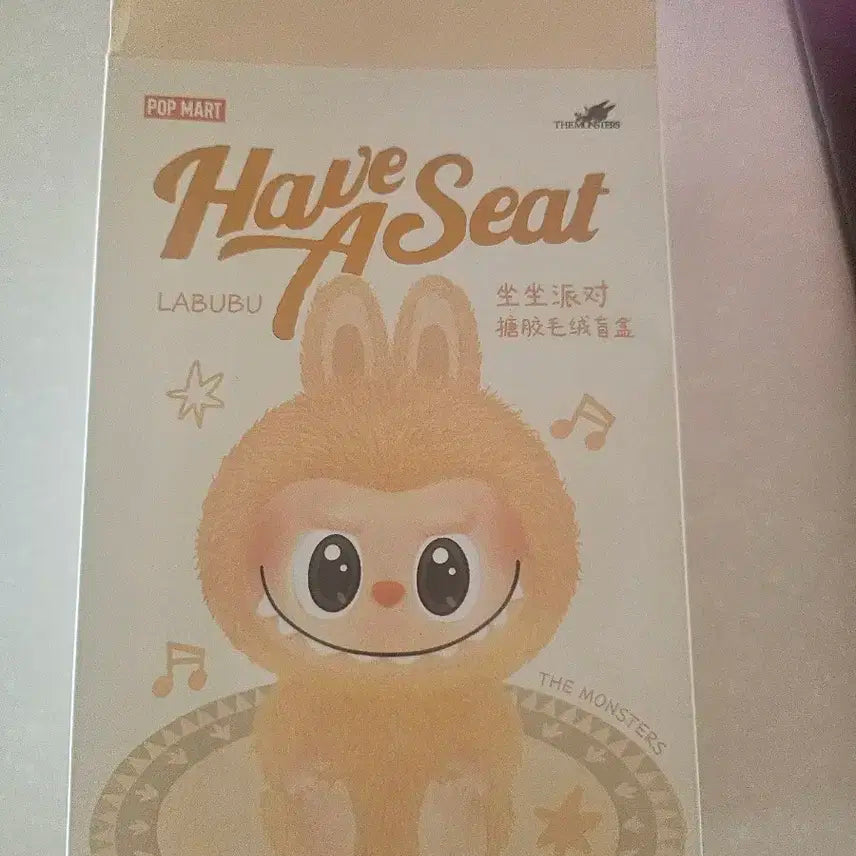 POP MART
THE MONSTERS
Have A Seat
LABUBU
坐坐派对
搪胶毛绒盲盒
THE MONSTERS